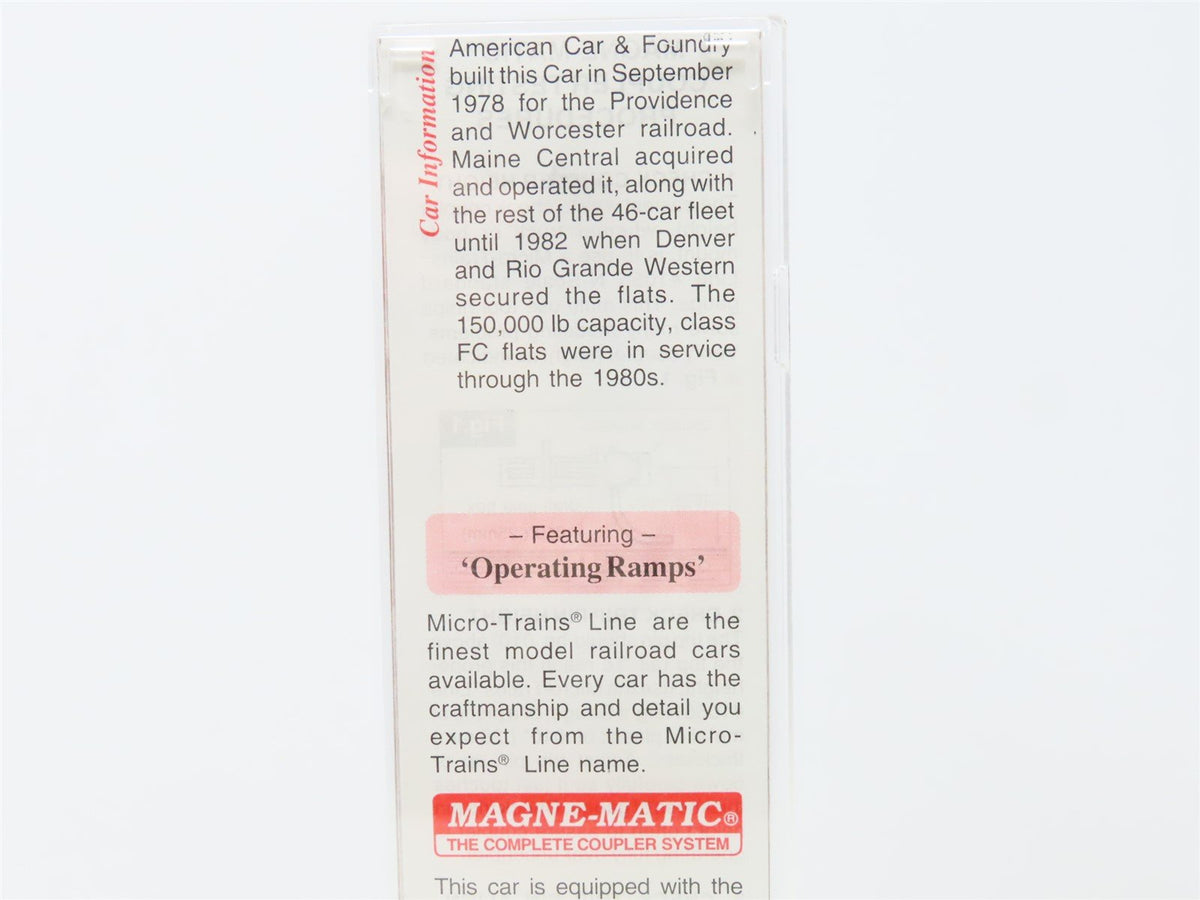 Car Information
American Car & Foundry
built this Car in September
1978 for the Providence
and Worcester railroad.
Maine Central acquired
and operated it, along with
the rest of the 46-car fleet
until 1982 when Denver
and Rio Grande Western
secured the flats. The
150,000 lb capacity, class
FC flats were in service
through the 1980s.
– Featuring –
‘Operating Ramps’
Micro-Trains® Line are the
finest model railroad cars
available. Every car has the
craftmanship and detail you
expect from the Micro-
Trains® Line name.
MAGNE-MATIC®
THE COMPLETE COUPLER SYSTEM
This car is equipped with the